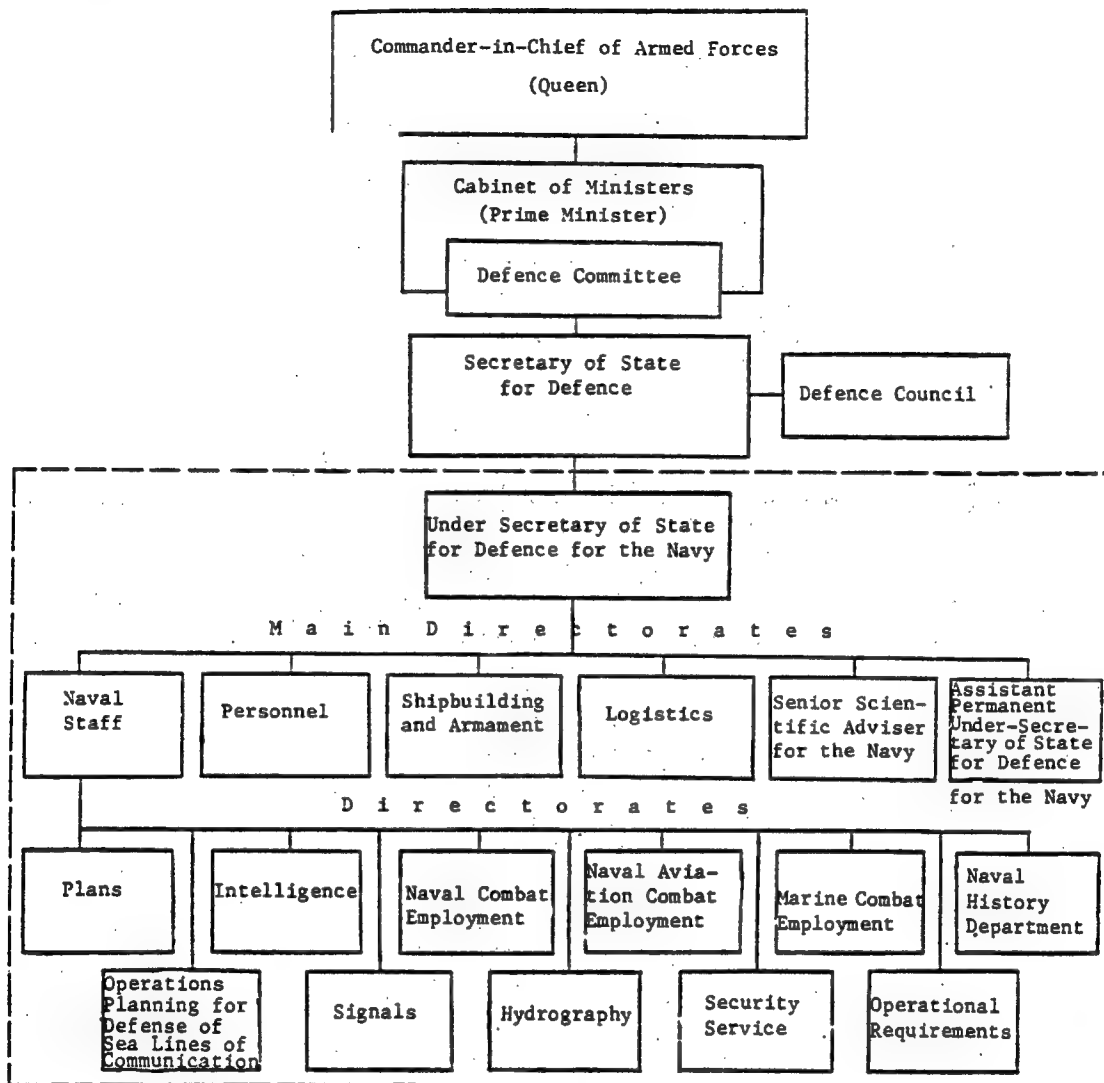 Commander-in-Chief of Armed Forces
(Queen)
Cabinet of Ministers
(Prime Minister)
Defence Committee
Secretary of State
for Defence
Defence Council
Under Secretary of State
for Defence for the Navy
Main Directorates
Naval
Staff
Personnel
Shipbuilding
and Armament
Logistics
Senior Scien-
tific Adviser
for the Navy
Assistant
Permanent
Under-Secre-
tary of State
for Defence
for the Navy
Directorates
Plans
Intelligence
Naval Combat
Employment
Naval Avia-
tion Combat
Employment
Marine Combat
Employment
Naval
History
Department
Operations
Planning for
Defense of
Sea Lines of
Communication
Signals
Hydrography
Security
Service
Operational
Requirements